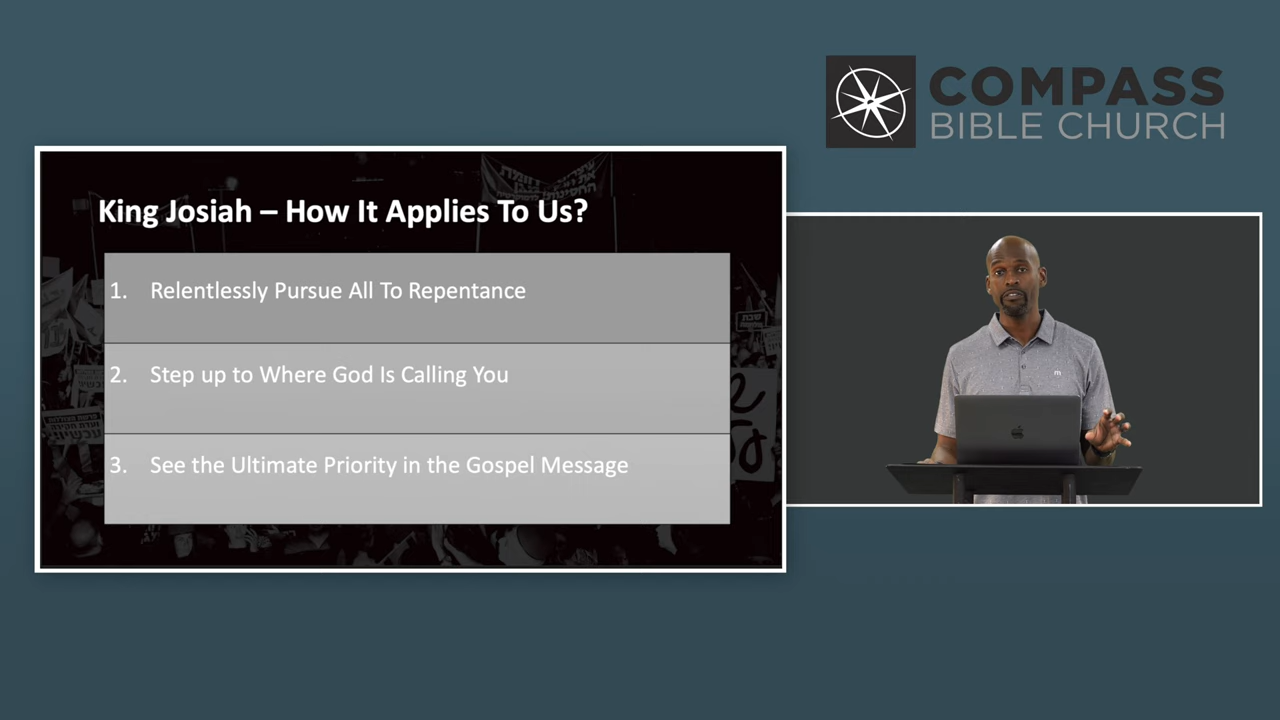 COMPASS
BIBLE CHURCH
King Josiah – How It Applies To Us?
1. Relentlessly Pursue All To Repentance
2. Step up to Where God Is Calling You
3. See the Ultimate Priority in the Gospel Message
m
שבת